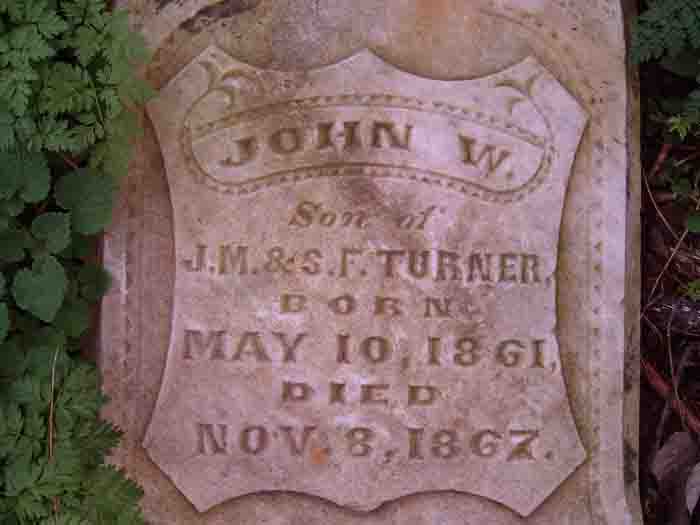 JOHN W.
Son of
J.M. & S.F. TURNER,
BORN
MAY 10, 1861,
DIED
NOV. 8, 1867.